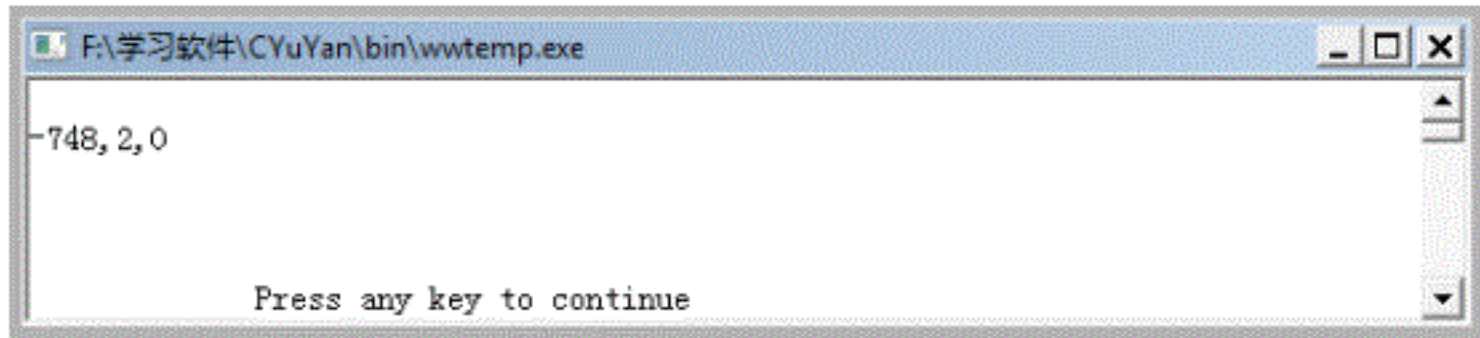 F:\学习软件\CYuYan\bin\wwtemp.exe
-748,2,0
Press any key to continue